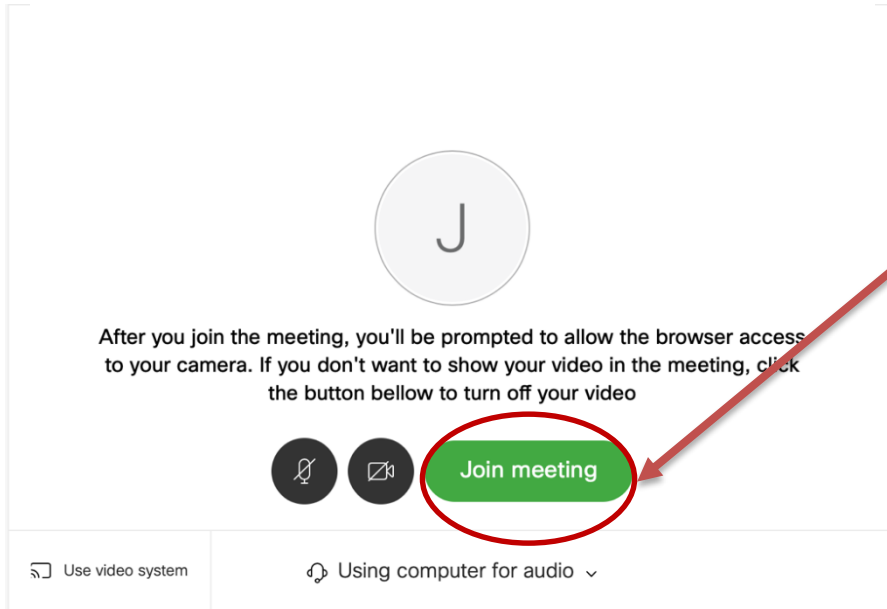 J
After you join the meeting, you'll be prompted to allow the browser access
to your camera. If you don't want to show your video in the meeting, click
the button bellow to turn off your video
Join meeting
Use video system
Using computer for audio